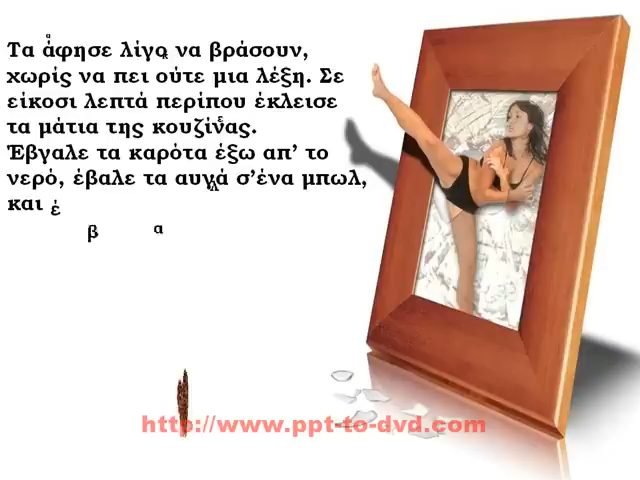 Τα άφησε λίγο να βράσουν,
χωρίς να πει ούτε μια λέξη. Σε
είκοσι λεπτά περίπου έκλεισε
τα μάτια της κουζίνας.
Έβγαλε τα καρότα έξω απ' το
νερό, έβαλε τα αυγά σ'ένα μπωλ,
και έ
β α
http://www.ppt-to-dvd.com